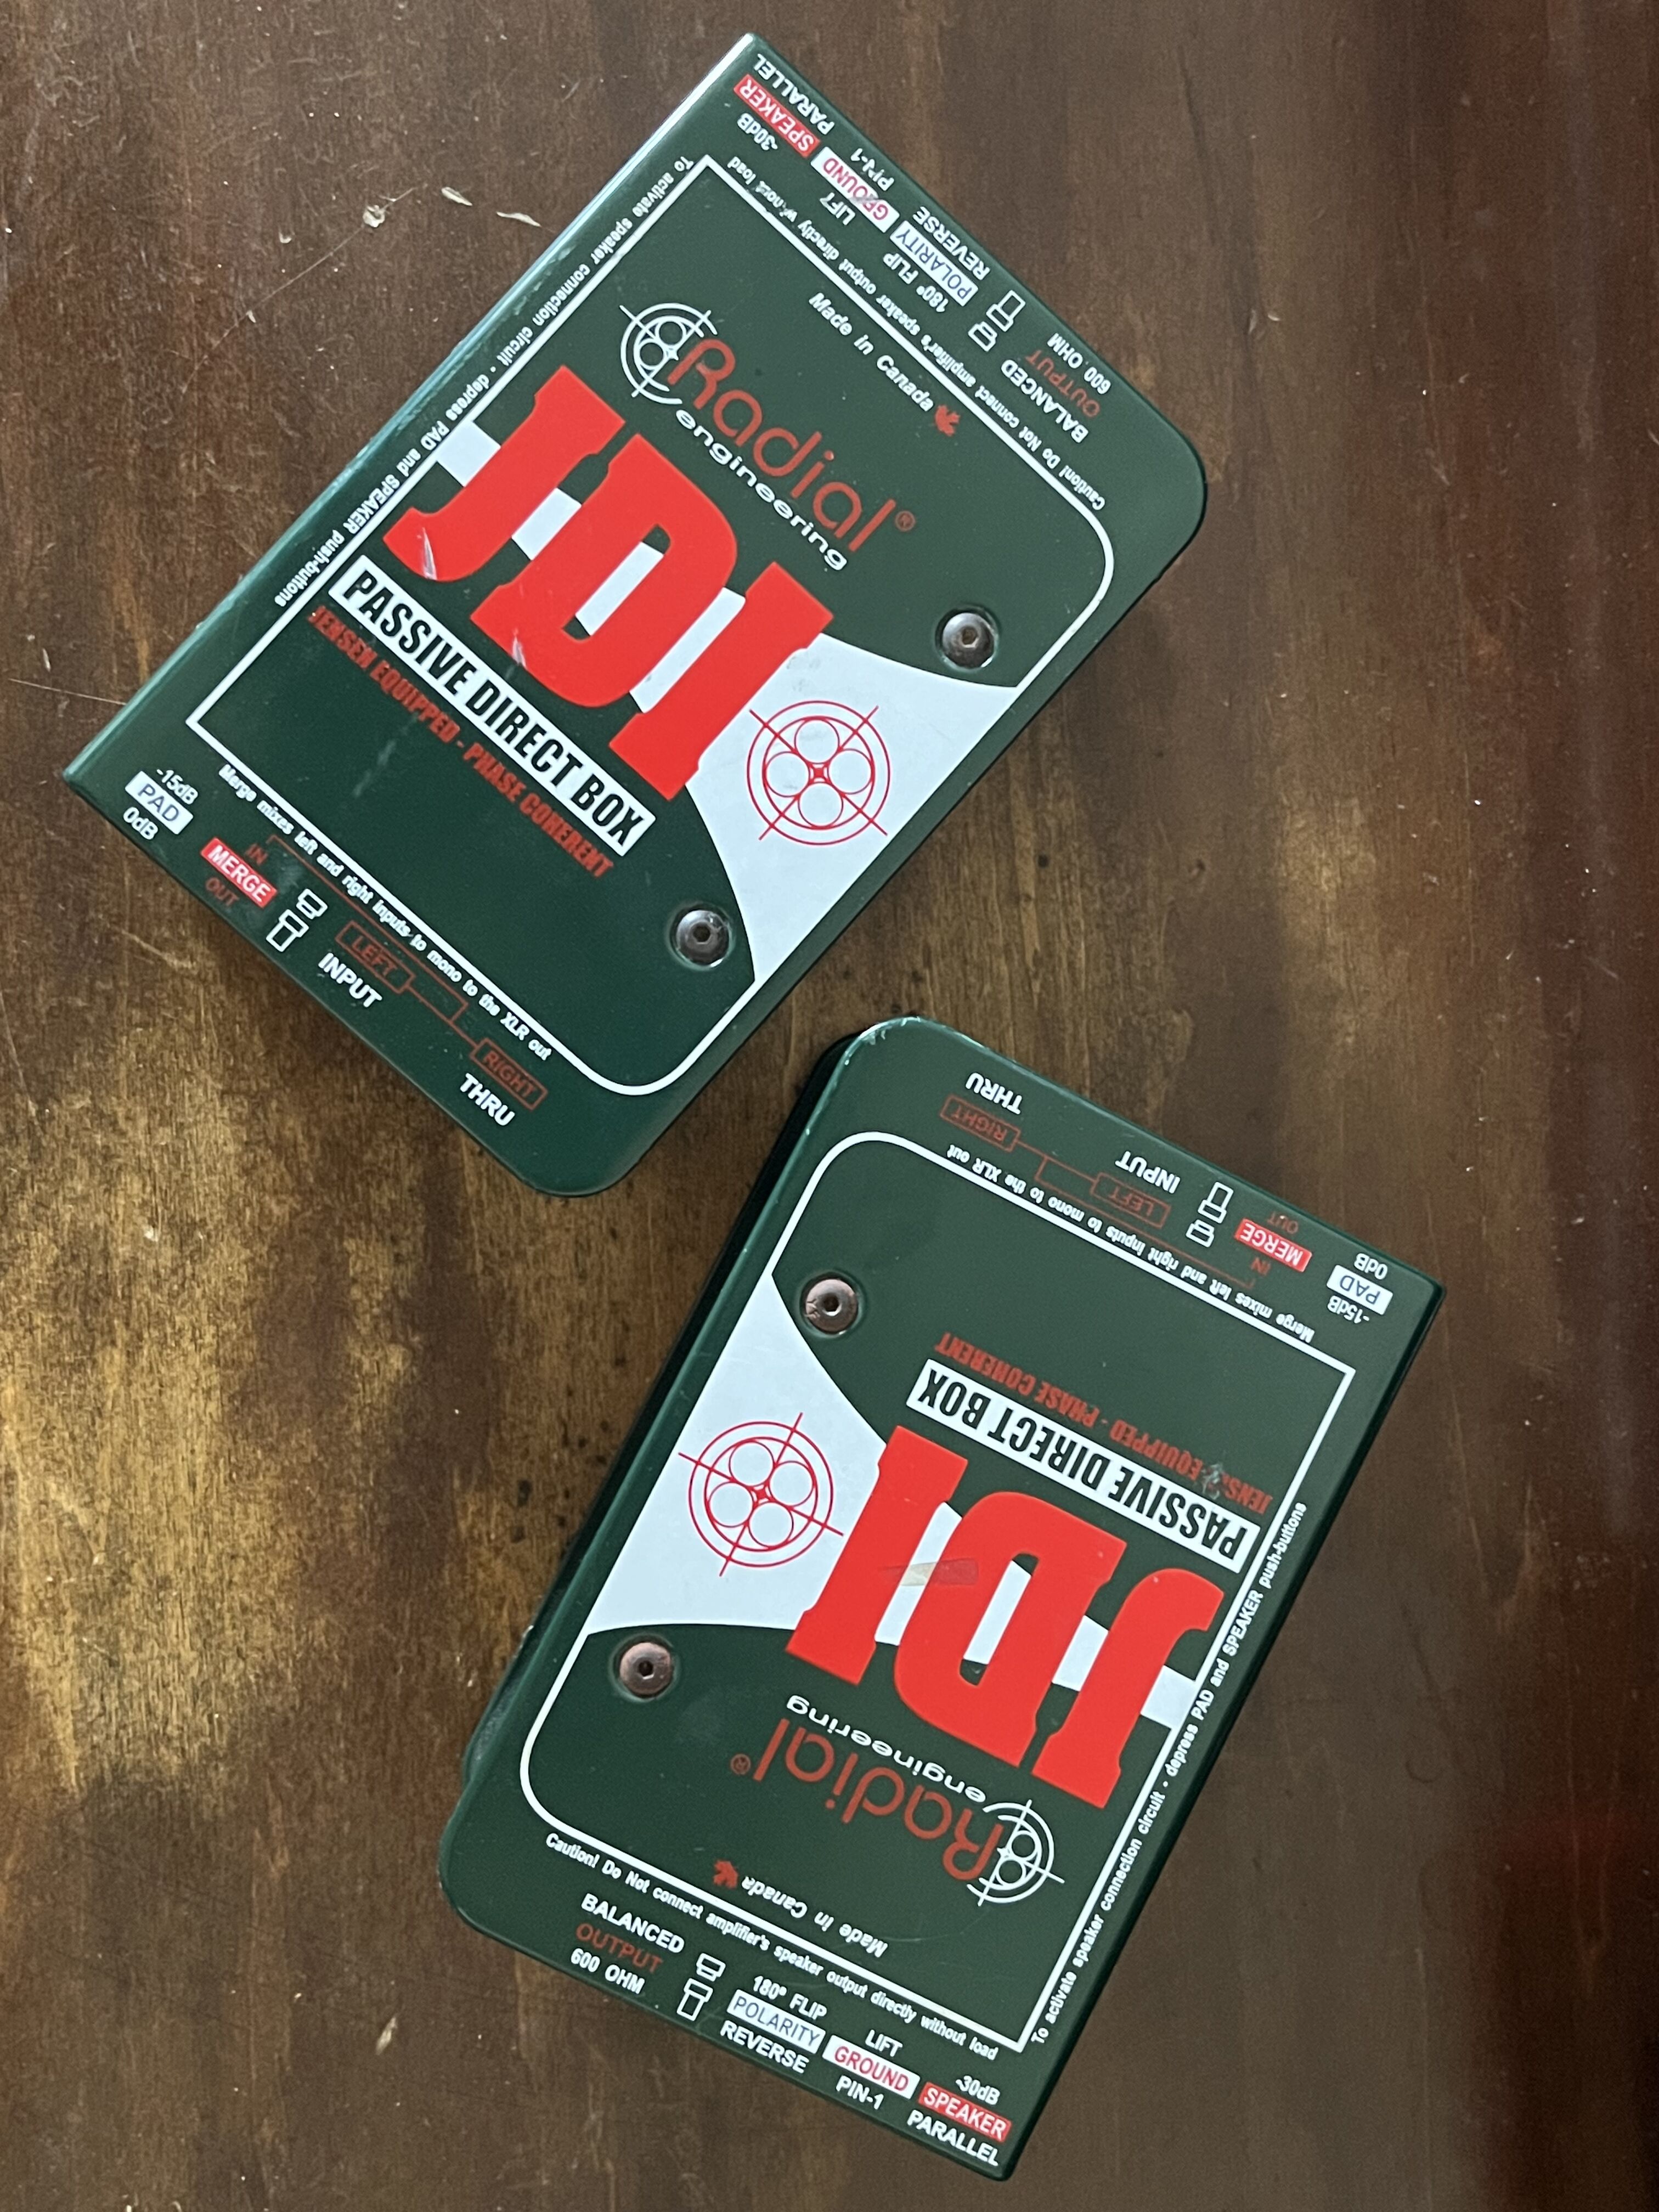 PARALLEL
SPEAKER
-30dB
PIN-1
GROUND
LIFT
REVERSE
POLARITY
180° FLIP
600 OHM
OUTPUT
BALANCED
Caution! Do Not connect amplifier's speaker output directly without load
To activate speaker connection circuit - depress PAD and SPEAKER push-buttons
Made in Canada
Radial®
engineering
JDI
PASSIVE DIRECT BOX
JENSEN EQUIPPED - PHASE COHERENT
Merge mixes left and right inputs to mono to the XLR out
-15dB
PAD
0dB
IN
MERGE
OUT
LEFT
INPUT
RIGHT
THRU
THRU
RIGHT
INPUT
LEFT
OUT
MERGE
IN
0dB
PAD
-15dB
Merge mixes left and right inputs to mono to the XLR out
JENSEN EQUIPPED - PHASE COHERENT
PASSIVE DIRECT BOX
JDI
Radial®
engineering
Made in Canada
To activate speaker connection circuit - depress PAD and SPEAKER push-buttons
Caution! Do Not connect amplifier's speaker output directly without load
BALANCED
OUTPUT
600 OHM
180° FLIP
POLARITY
REVERSE
LIFT
GROUND
PIN-1
-30dB
SPEAKER
PARALLEL